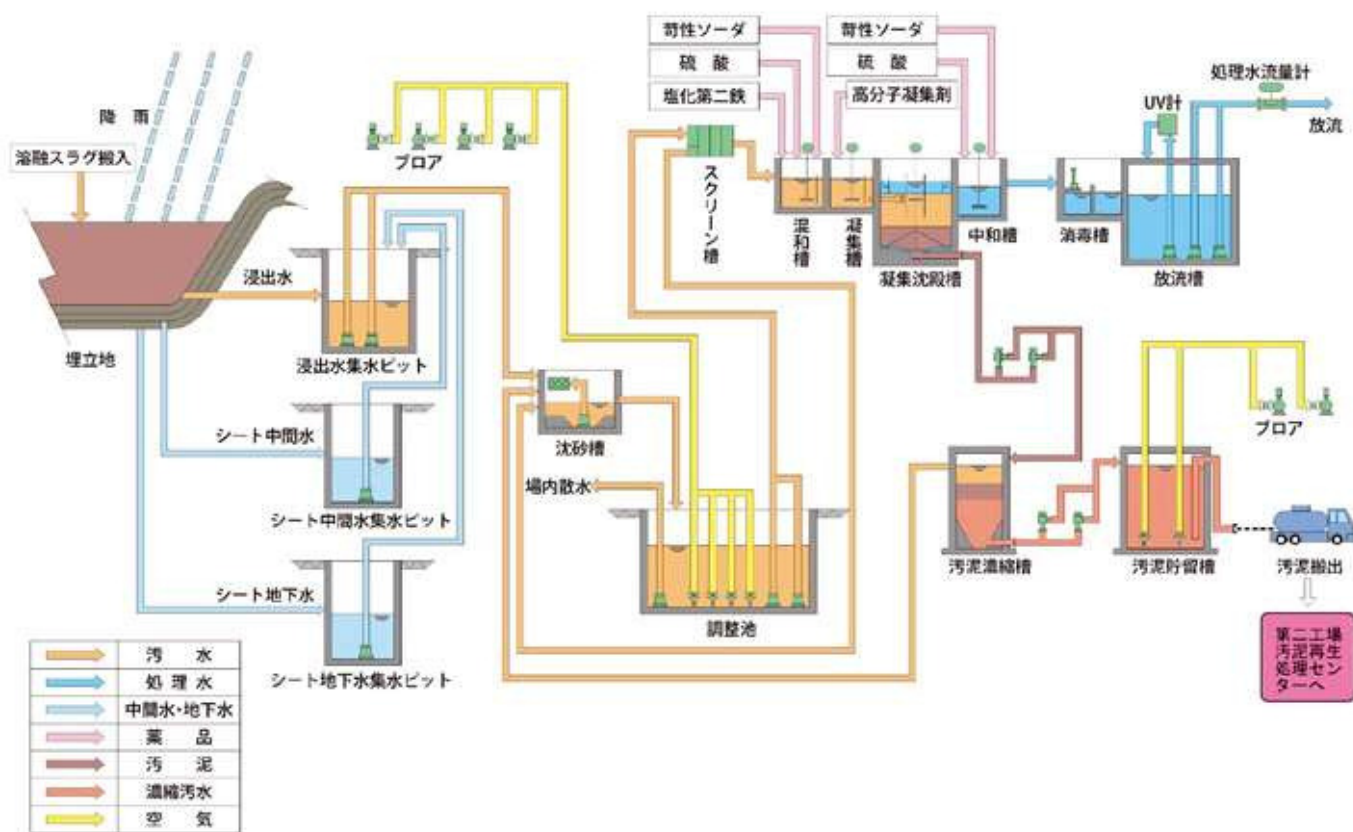 苛性ソーダ
硫 酸
塩化第二鉄
苛性ソーダ
硫 酸
高分子凝集剤
処理水流量計
UV計
放流
降 雨
溶融スラグ搬入
ブロア
スクリーン槽
混和槽
凝集槽
凝集沈殿槽
中和槽
消毒槽
放流槽
浸出水
埋立地
浸出水集水ピット
シート中間水
シート中間水集水ピット
シート地下水
シート地下水集水ピット
沈砂槽
場内散水
調整池
ブロア
汚泥濃縮槽
汚泥貯留槽
汚泥搬出
第二工場
汚泥再生
処理セン
ターへ
汚 水
処 理 水
中間水・地下水
薬 品
汚 泥
濃縮汚水
空 気